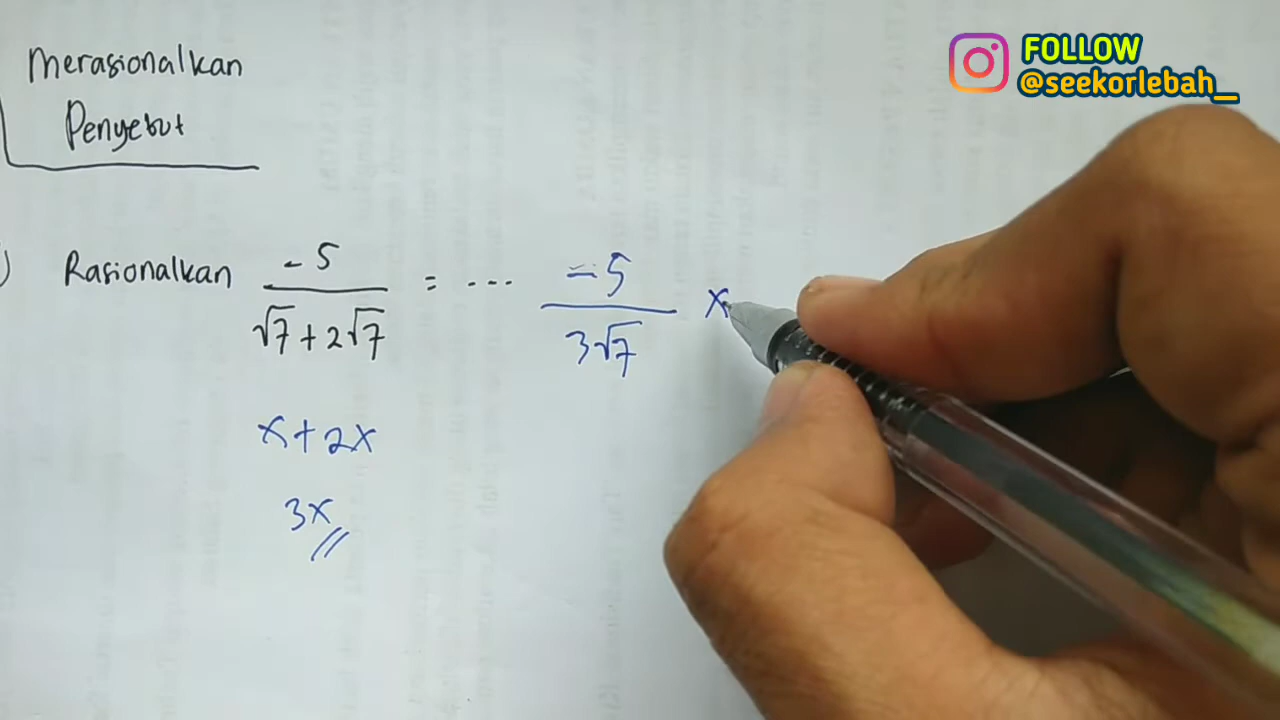 Merasionalkan
Penyebut
FOLLOW
@seekorlebah_
) Rasionalkan -5 / √7 + 2√7 = ... -5 / 3√7 x
x + 2x
3x